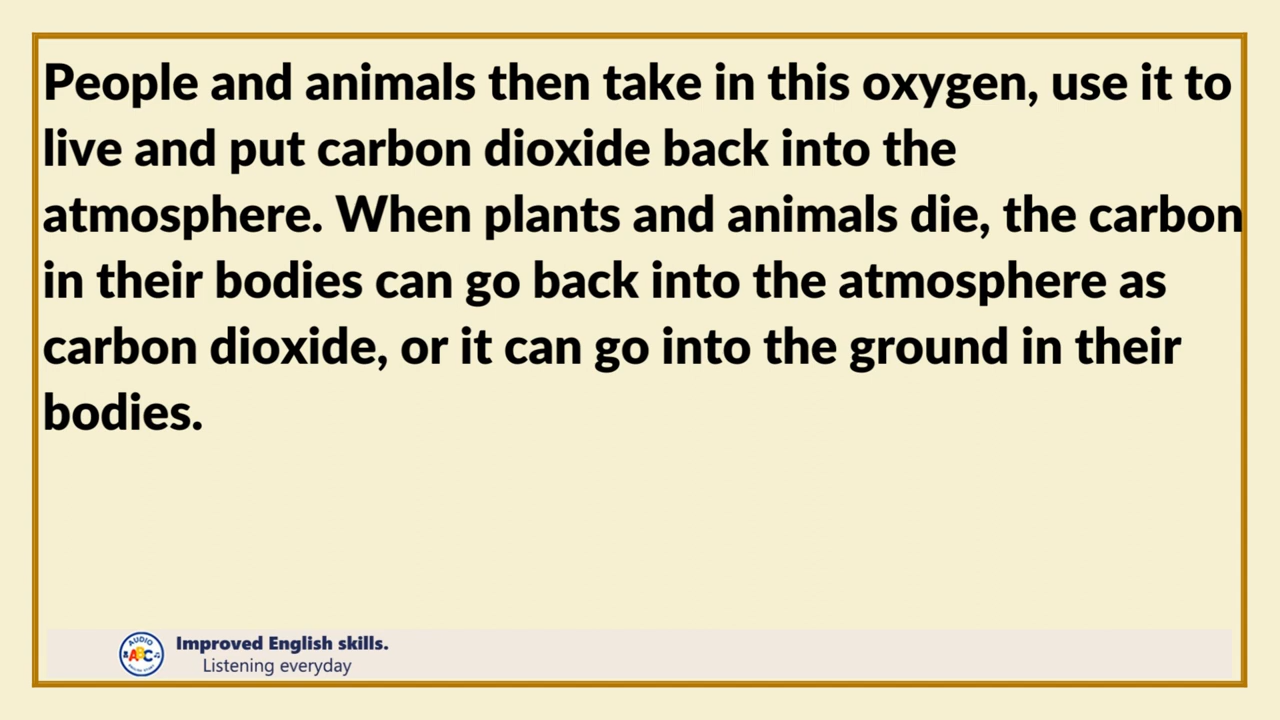 People and animals then take in this oxygen, use it to
live and put carbon dioxide back into the
atmosphere. When plants and animals die, the carbon
in their bodies can go back into the atmosphere as
carbon dioxide, or it can go into the ground in their
bodies.
AUDIO
ABC
Improved English skills.
Listening everyday